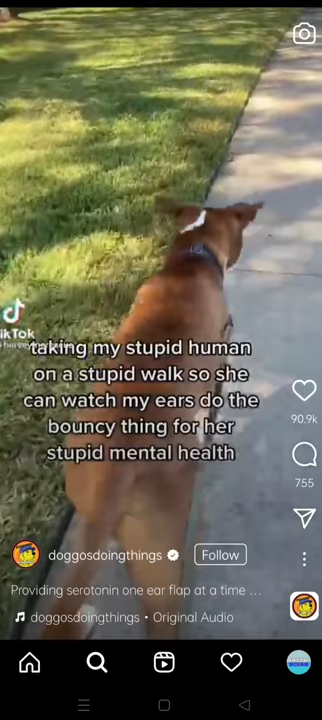 TikTok
taking my stupid human
on a stupid walk so she
can watch my ears do the
bouncy thing for her
stupid mental health
90.9k
755
doggosdoingthings
Follow
Providing serotonin one ear flap at a time ...
doggosdoingthings • Original Audio